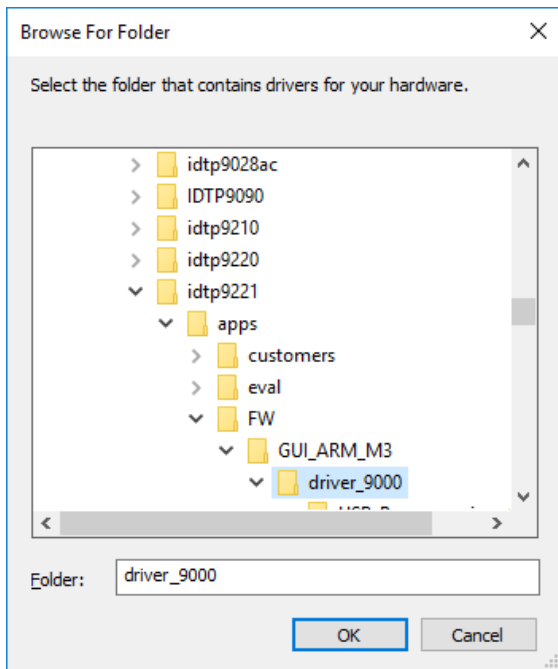 Browse For Folder
Select the folder that contains drivers for your hardware.
idtp9028ac
IDTP9090
idtp9210
idtp9220
idtp9221
apps
customers
eval
FW
GUI_ARM_M3
driver_9000
Folder: driver_9000
OK Cancel